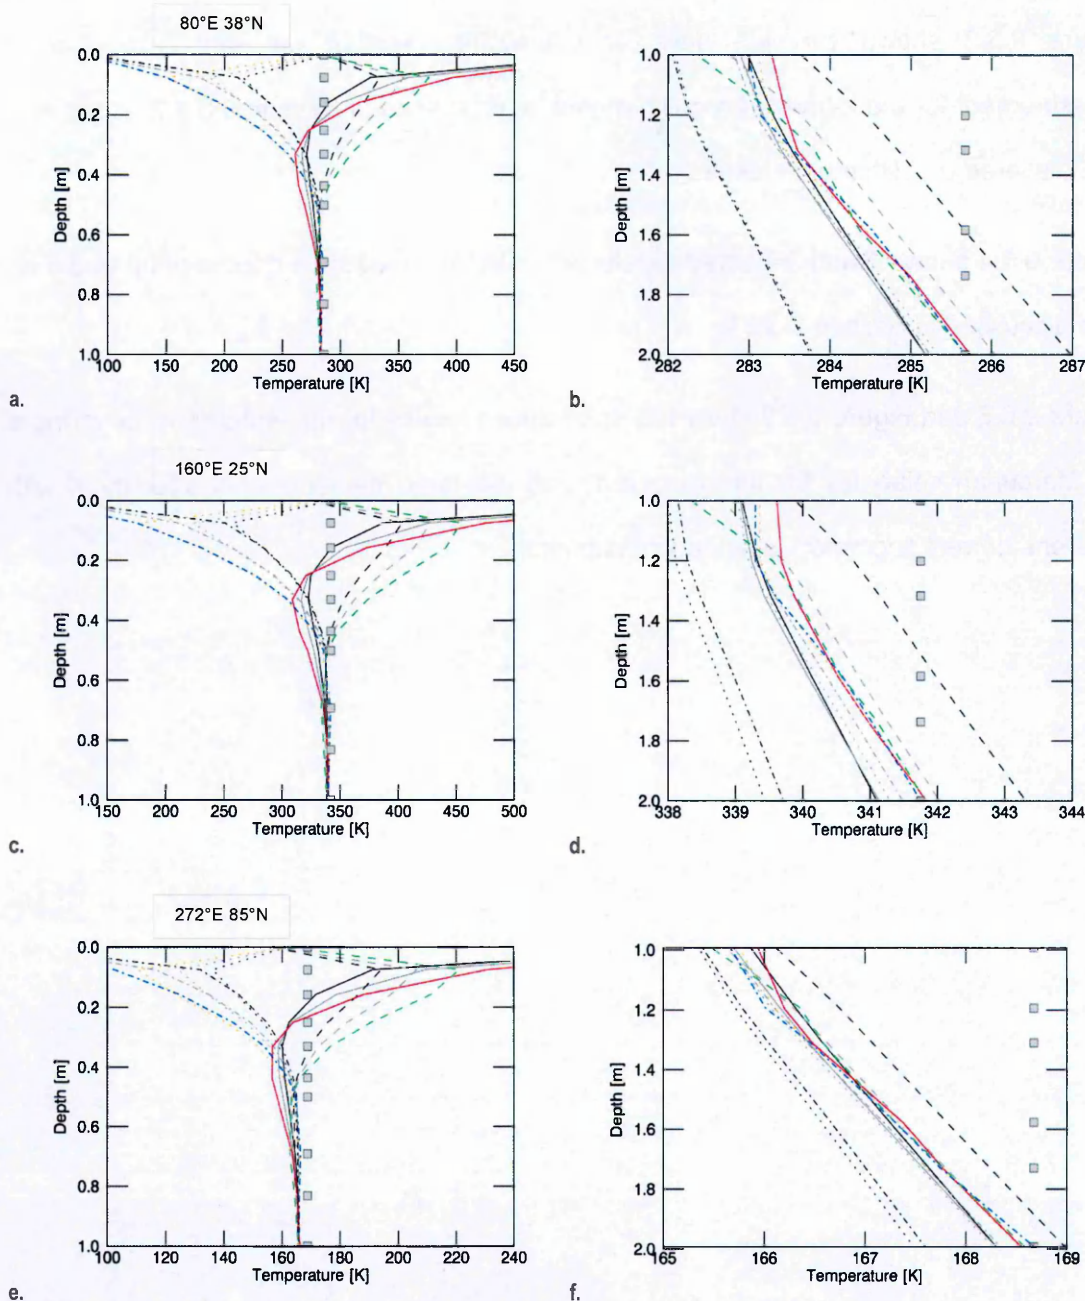 80°E 38°N
0.0
0.2
0.4
0.6
0.8
1.0
Depth [m]
100 150 200 250 300 350 400 450
Temperature [K]
a.
1.0
1.2
1.4
1.6
1.8
2.0
Depth [m]
282 283 284 285 286 287
Temperature [K]
b.
160°E 25°N
0.0
0.2
0.4
0.6
0.8
1.0
Depth [m]
150 200 250 300 350 400 450 500
Temperature [K]
c.
1.0
1.2
1.4
1.6
1.8
2.0
Depth [m]
338 339 340 341 342 343 344
Temperature [K]
d.
272°E 85°N
0.0
0.2
0.4
0.6
0.8
1.0
Depth [m]
100 120 140 160 180 200 220 240
Temperature [K]
e.
1.0
1.2
1.4
1.6
1.8
2.0
Depth [m]
165 166 167 168 169
Temperature [K]
f.